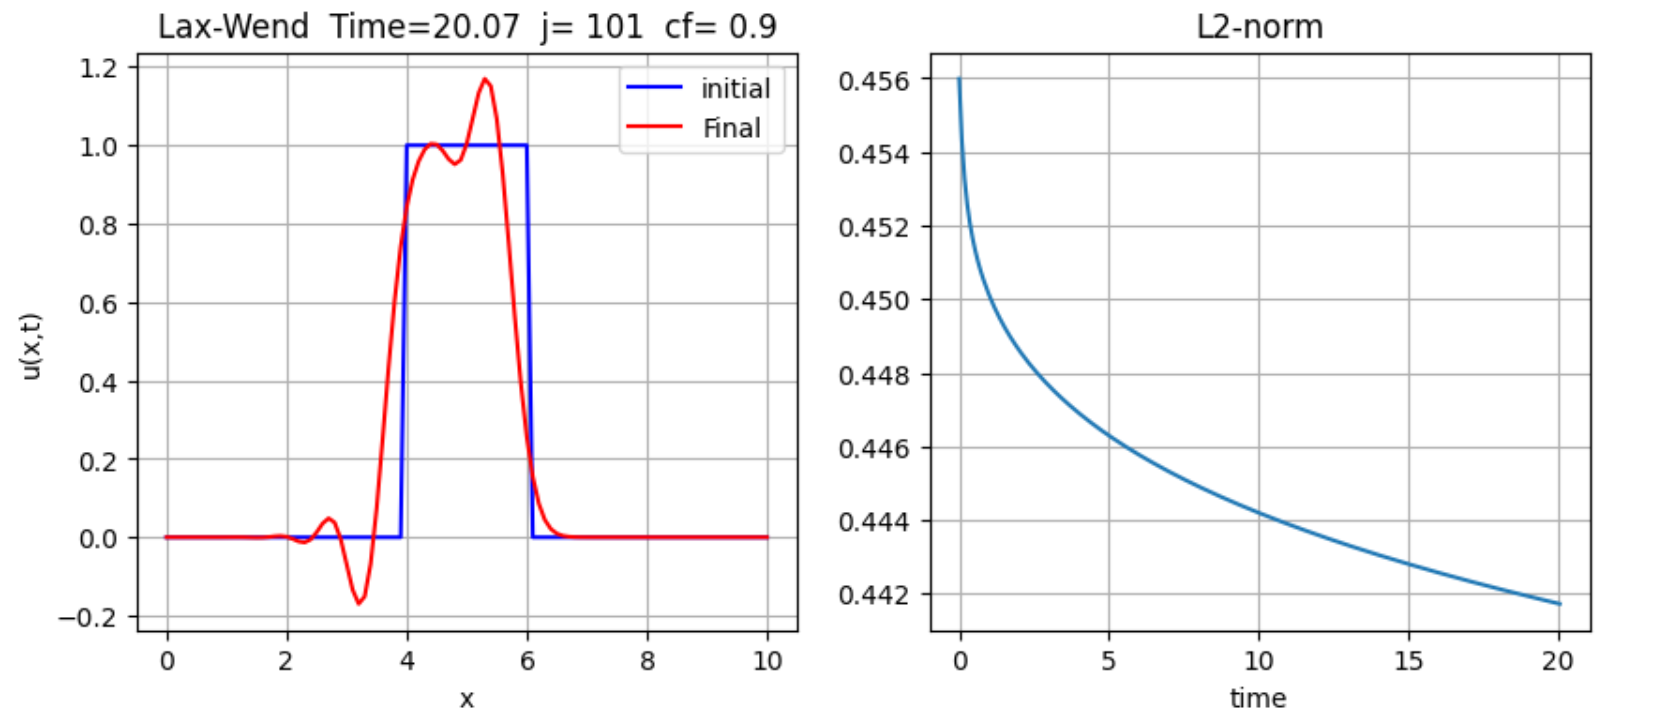 Lax-Wend  Time=20.07  j= 101  cf= 0.9
1.2
1.0
0.8
0.6
0.4
0.2
0.0
−0.2
u(x,t)
initial
Final
0 2 4 6 8 10
x
L2-norm
0.456
0.454
0.452
0.450
0.448
0.446
0.444
0.442
0 5 10 15 20
time